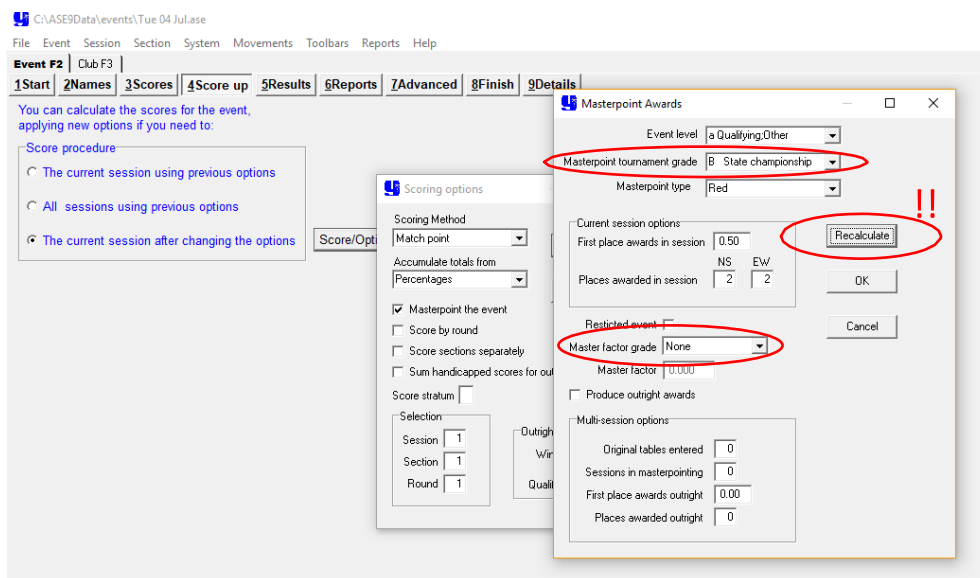 C:\ASE9Data\events\Tue 04 Jul.ase
File Event Session Section System Movements Toolbars Reports Help
Event F2 Club F3
1Start 2Names 3Scores 4Score up 5Results 6Reports 7Advanced 8Finish 9Details
You can calculate the scores for the event,
applying new options if you need to:
Score procedure
The current session using previous options
All sessions using previous options
The current session after changing the options
Score/Opti
Scoring options
Scoring Method
Match point
Accumulate totals from
Percentages
Masterpoint the event
Score by round
Score sections separately
Sum handicapped scores for out
Score stratum
Selection
Session 1
Section 1
Round 1
Outrigh
Win
Qualif
Masterpoint Awards
Event level a Qualifying;Other
Masterpoint tournament grade B State championship
Masterpoint type Red
!!
Current session options
First place awards in session 0.50
NS EW
Places awarded in session 2 2
Recalculate
OK
Cancel
Resticted event
Master factor grade None
Master factor 0.000
Produce outright awards
Multi-session options
Original tables entered 0
Sessions in masterpointing 0
First place awards outright 0.00
Places awarded outright 0